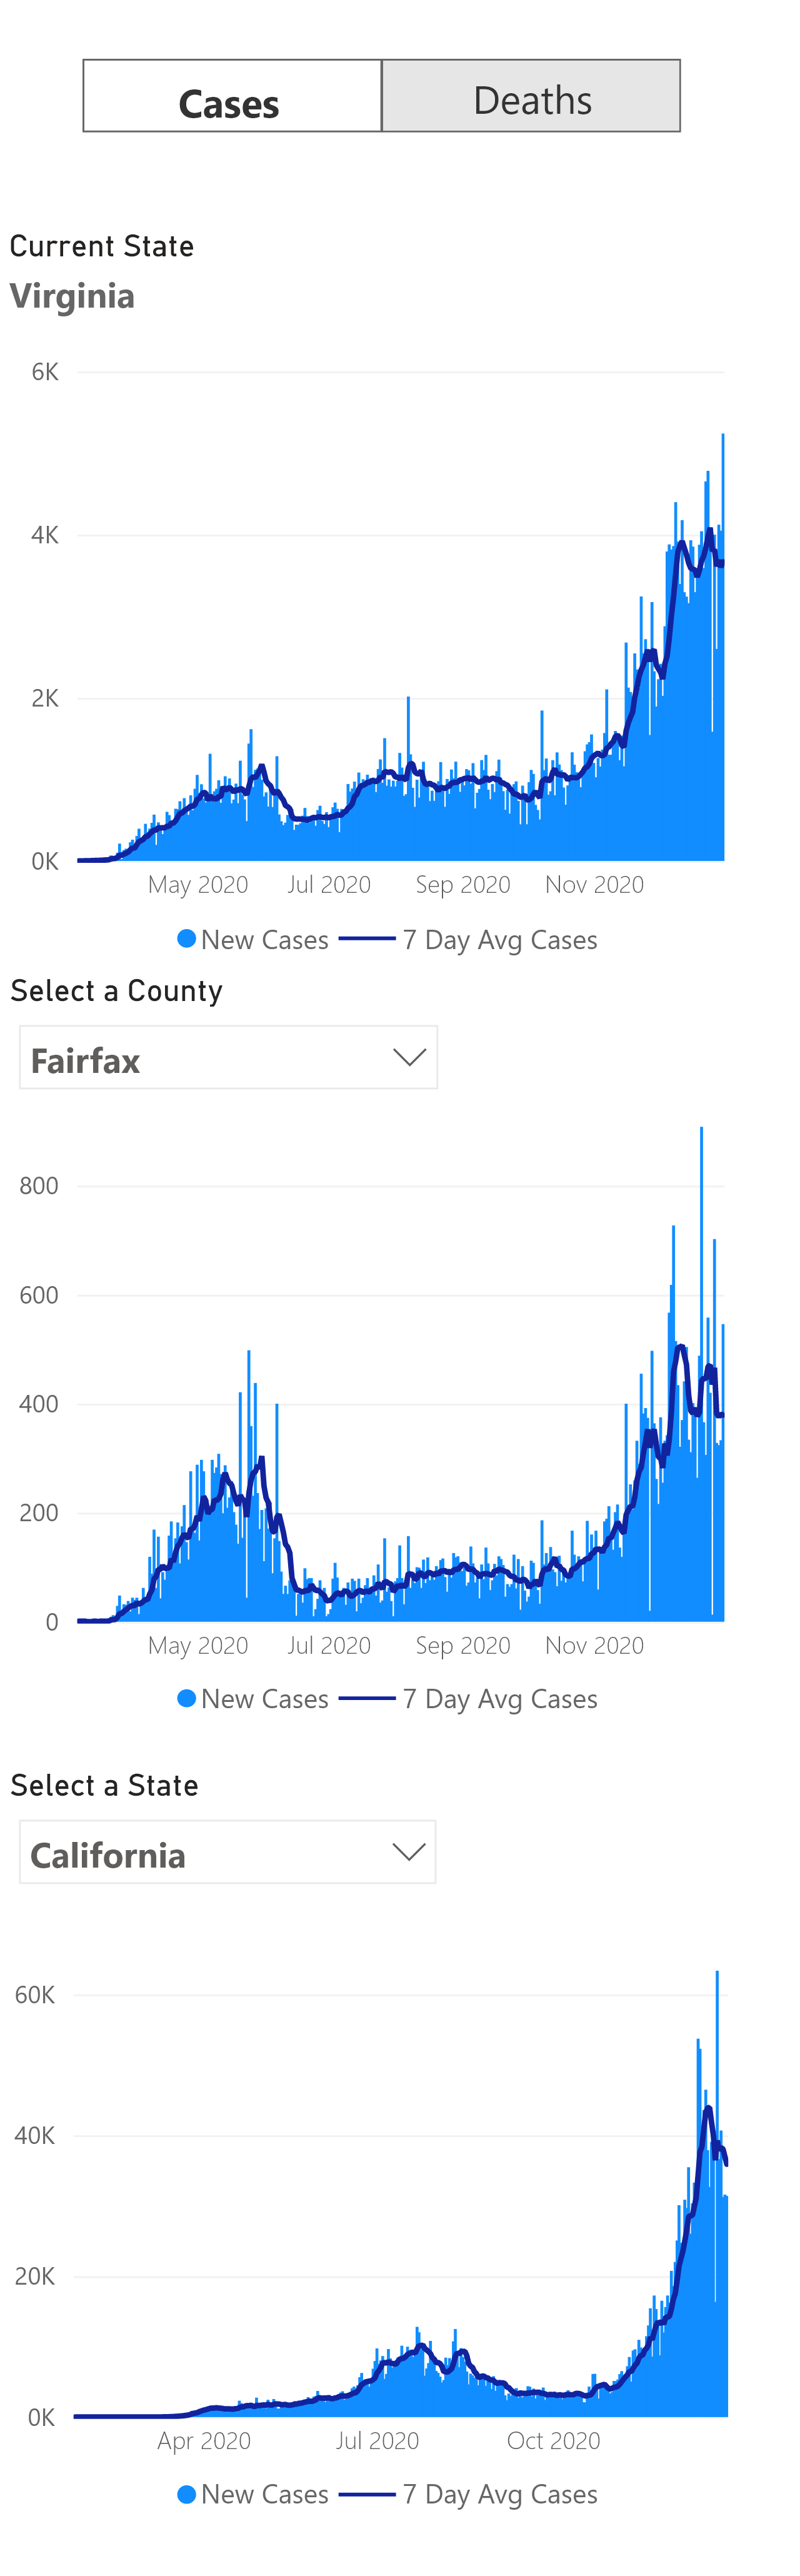 Cases Deaths
Current State
Virginia
6K
4K
2K
0K
May 2020 Jul 2020 Sep 2020 Nov 2020
New Cases 7 Day Avg Cases
Select a County
Fairfax
800
600
400
200
0
May 2020 Jul 2020 Sep 2020 Nov 2020
New Cases 7 Day Avg Cases
Select a State
California
60K
40K
20K
0K
Apr 2020 Jul 2020 Oct 2020
New Cases 7 Day Avg Cases